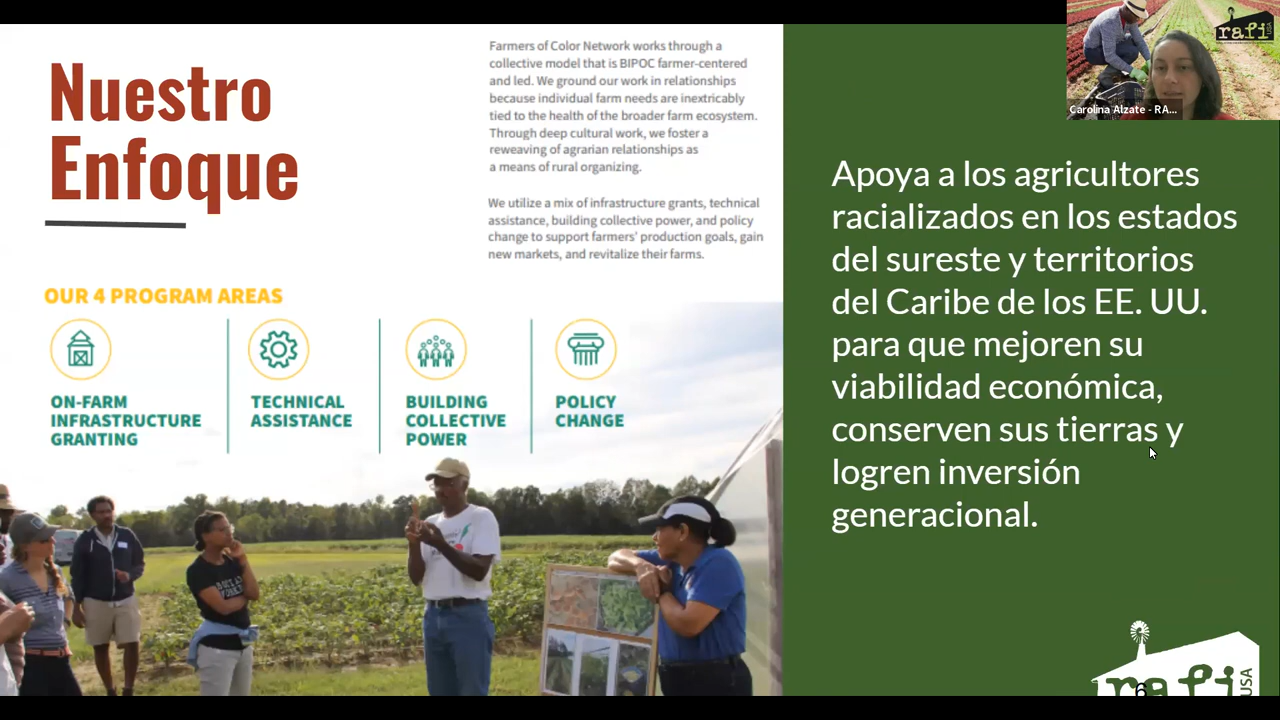 Nuestro
Enfoque
Farmers of Color Network works through a
collective model that is BIPOC farmer-centered
and led. We ground our work in relationships
because individual farm needs are inextricably
tied to the health of the broader farm ecosystem.
Through deep cultural work, we foster a
reweaving of agrarian relationships as
a means of rural organizing.
We utilize a mix of infrastructure grants, technical
assistance, building collective power, and policy
change to support farmers’ production goals, gain
new markets, and revitalize their farms.
OUR 4 PROGRAM AREAS
ON-FARM
INFRASTRUCTURE
GRANTING
TECHNICAL
ASSISTANCE
BUILDING
COLLECTIVE
POWER
POLICY
CHANGE
rafi
USA
Carolina Alzate - RA...
Apoya a los agricultores
racializados en los estados
del sureste y territorios
del Caribe de los EE. UU.
para que mejoren su
viabilidad económica,
conserven sus tierras y
logren inversión
generacional.
rafi
USA
6